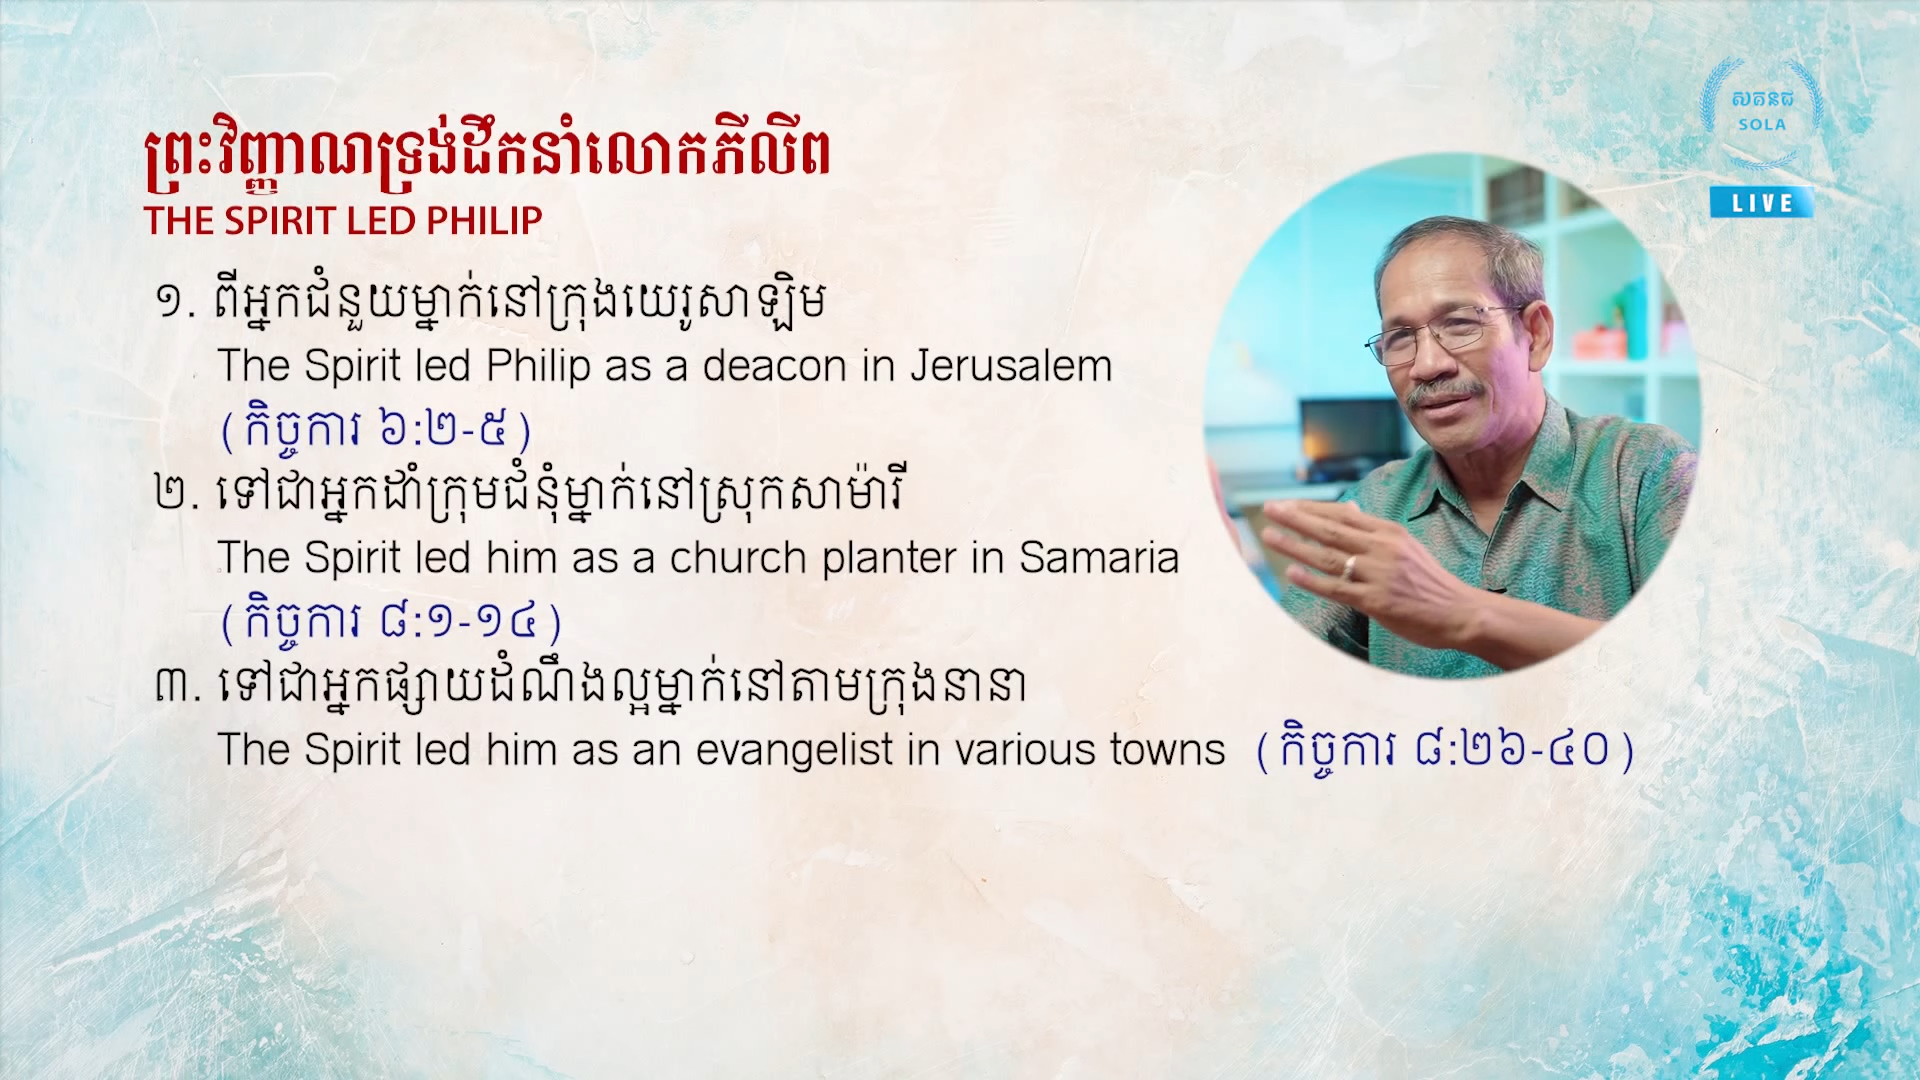 ព្រះវិញ្ញាណទ្រង់ដឹកនាំលោកភីលីព
THE SPIRIT LED PHILIP
១. ពីអ្នកជំនួយម្នាក់នៅក្រុងយេរូសាឡិម
The Spirit led Philip as a deacon in Jerusalem
(កិច្ចការ ៦:២-៥)
២. ទៅជាអ្នកដាំក្រុមជំនុំម្នាក់នៅស្រុកសាម៉ារី
The Spirit led him as a church planter in Samaria
(កិច្ចការ ៨:១-១៤)
៣. ទៅជាអ្នកផ្សាយដំណឹងល្អម្នាក់នៅតាមក្រុងនានា
The Spirit led him as an evangelist in various towns (កិច្ចការ ៨:២៦-៤០)
សគនជ
SOLA
LIVE